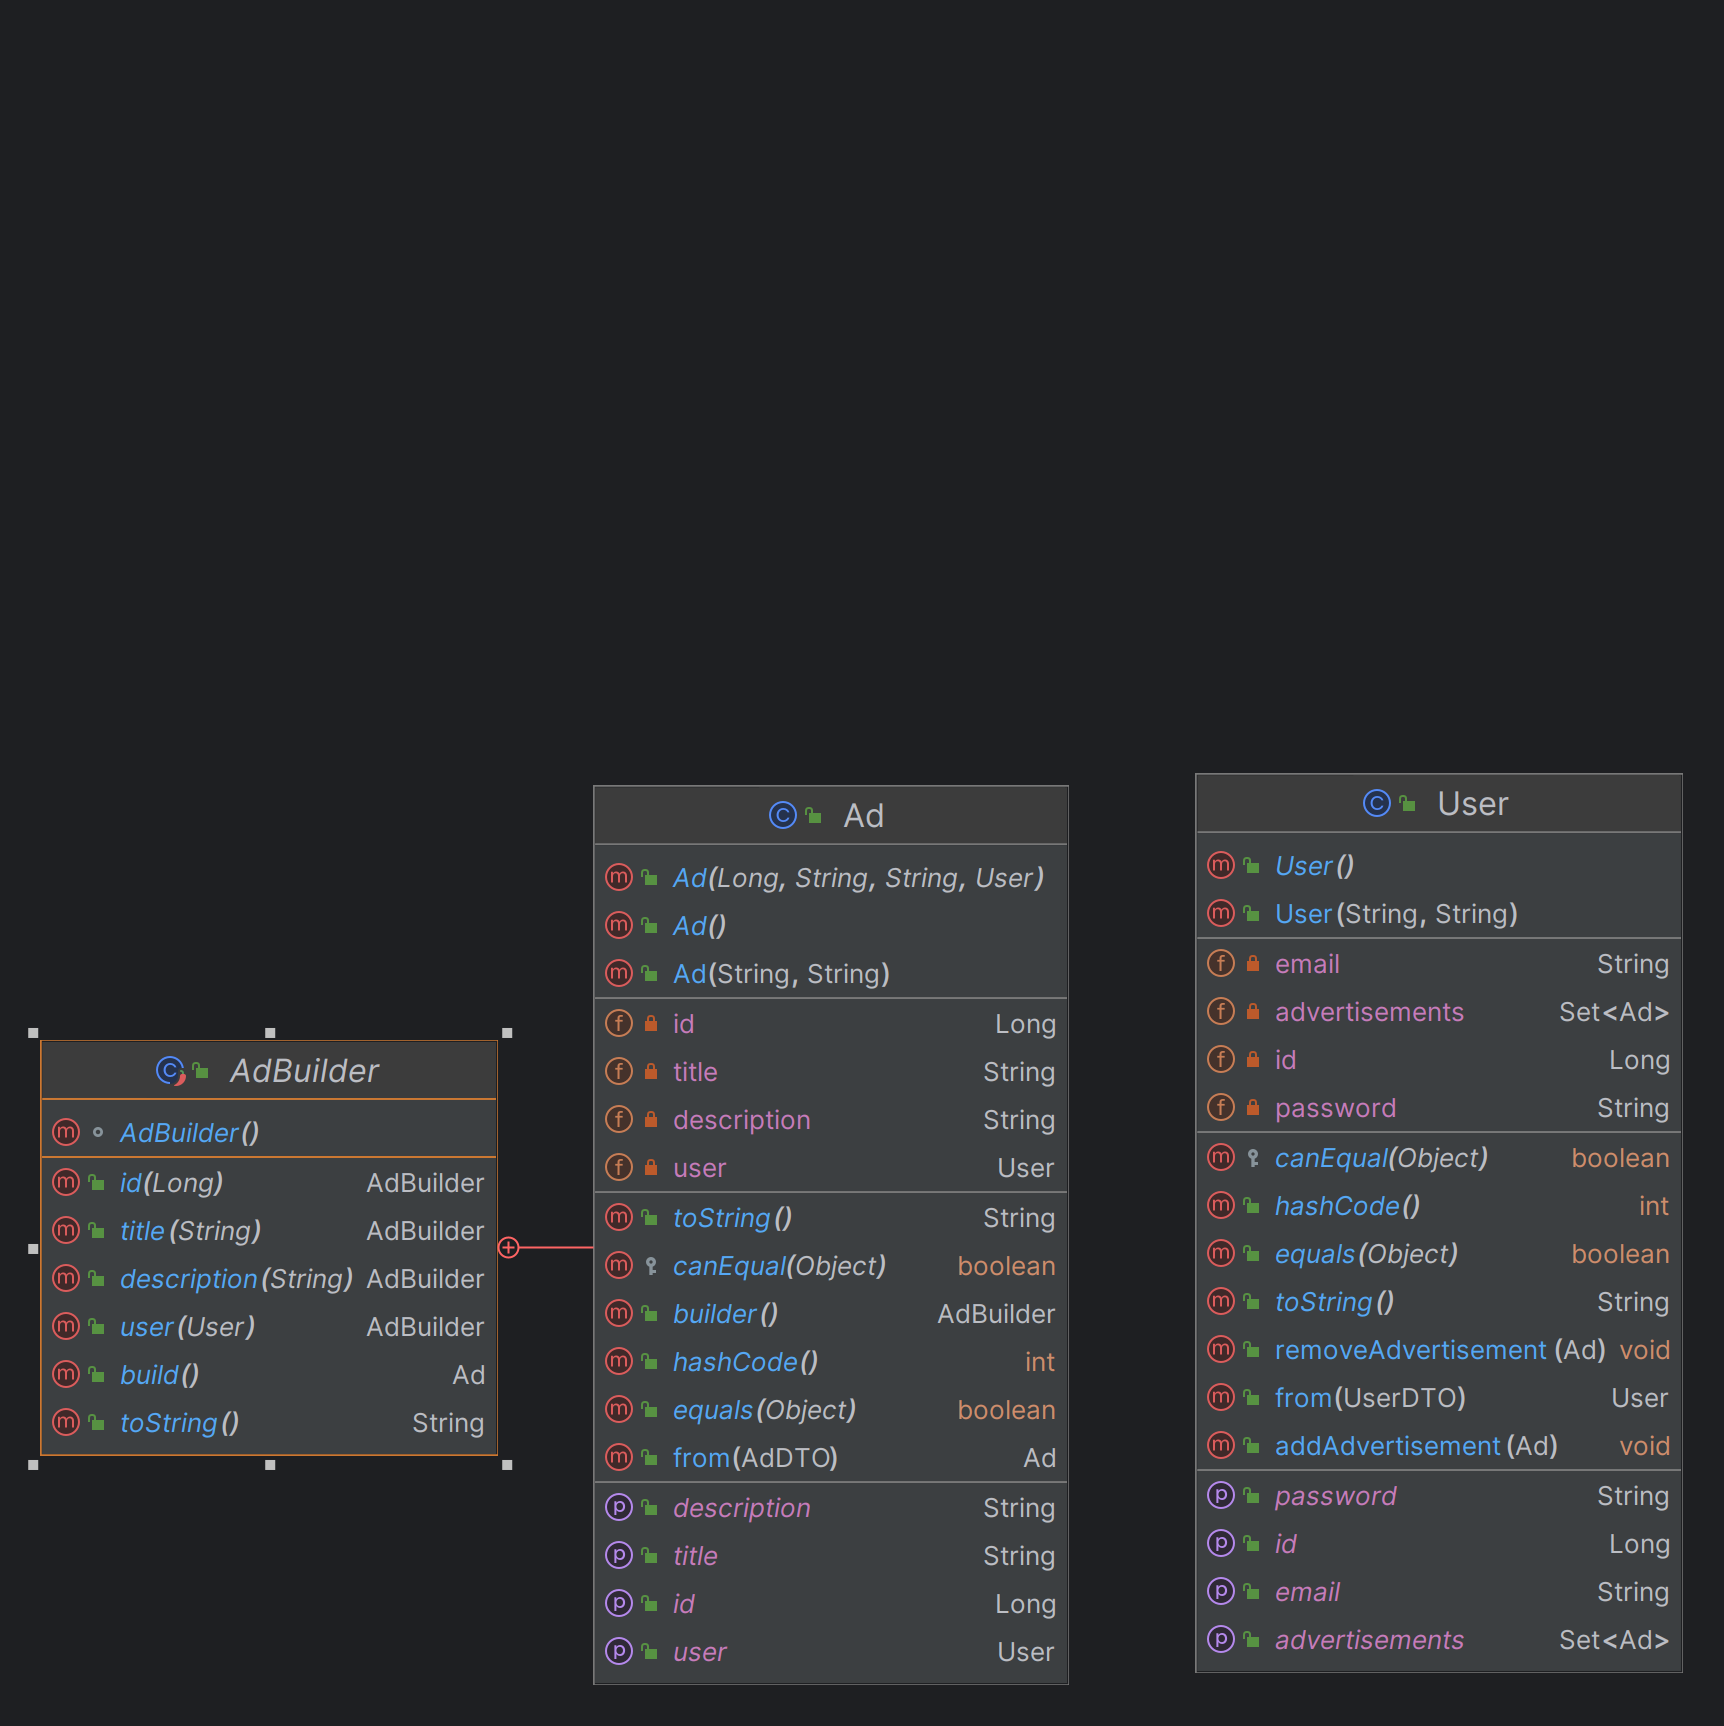 AdBuilder
AdBuilder()
id(Long) AdBuilder
title(String) AdBuilder
description(String) AdBuilder
user(User) AdBuilder
build() Ad
toString() String
Ad
Ad(Long, String, String, User)
Ad()
Ad(String, String)
id Long
title String
description String
user User
toString() String
canEqual(Object) boolean
builder() AdBuilder
hashCode() int
equals(Object) boolean
from(AdDTO) Ad
description String
title String
id Long
user User
User
User()
User(String, String)
email String
advertisements Set<Ad>
id Long
password String
canEqual(Object) boolean
hashCode() int
equals(Object) boolean
toString() String
removeAdvertisement(Ad) void
from(UserDTO) User
addAdvertisement(Ad) void
password String
id Long
email String
advertisements Set<Ad>